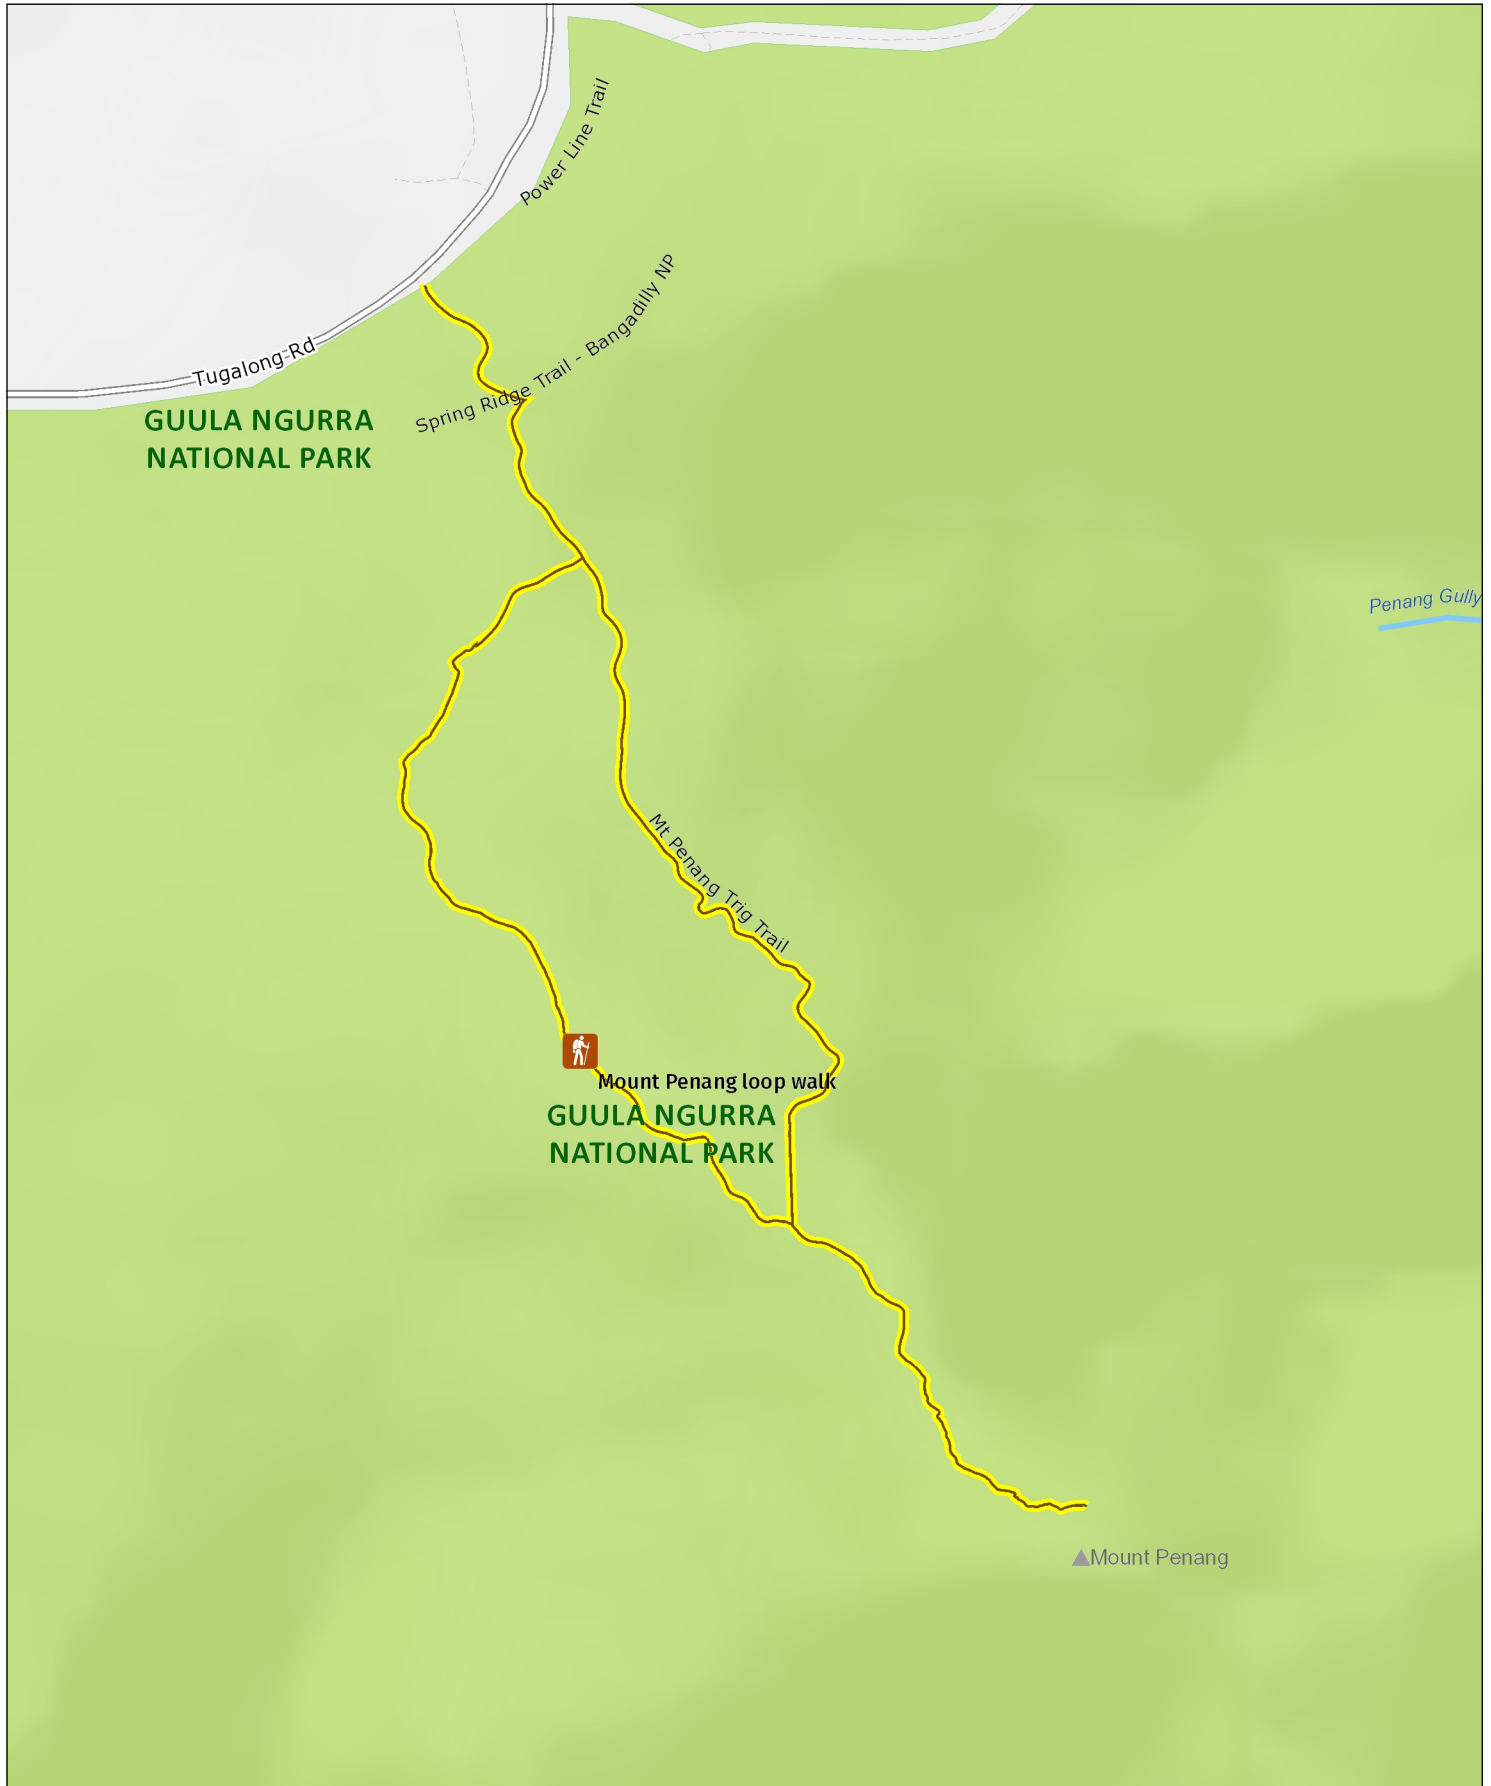 Power Line Trail
Spring Ridge Trail - Bangadilly NP
Tugalong Rd
GUULA NGURRA
NATIONAL PARK
Penang Gully
Mt Penang Trig Trail
Mount Penang loop walk
GUULA NGURRA
NATIONAL PARK
Mount Penang